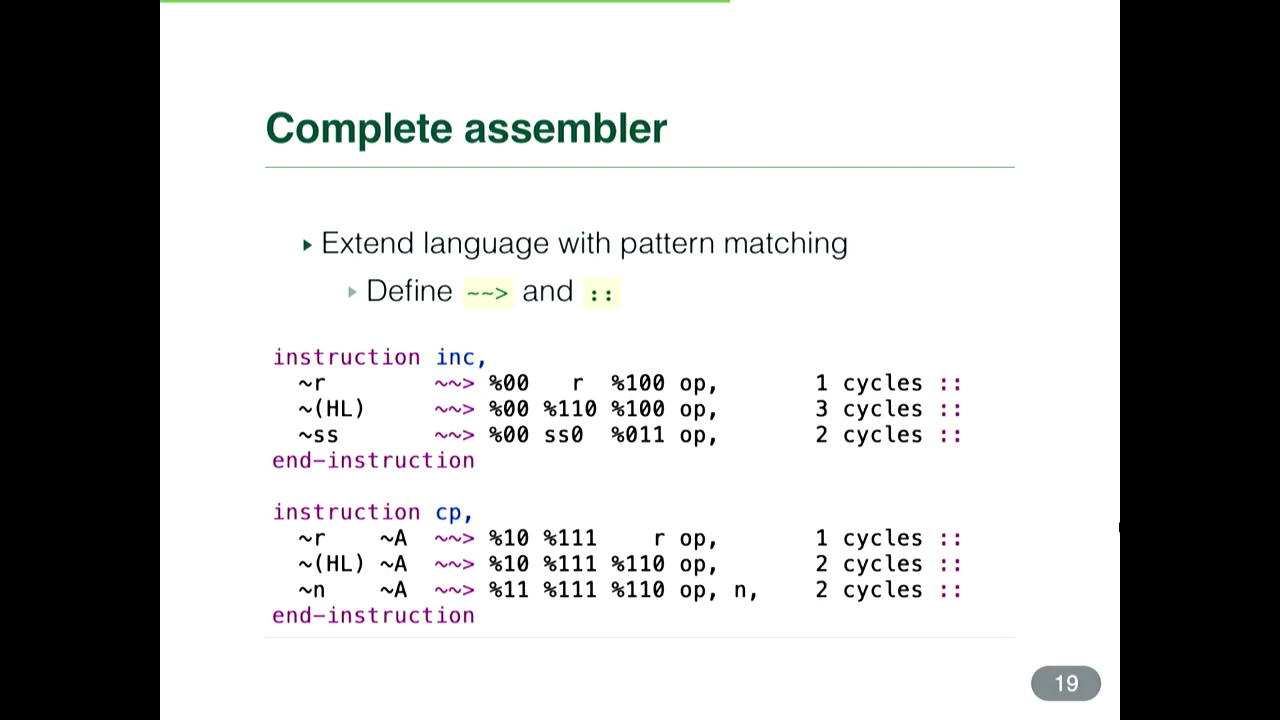 Complete assembler
Extend language with pattern matching
Define ~~> and ::
instruction inc,
~r ~~> %00 r %100 op, 1 cycles ::
~(HL) ~~> %00 %110 %100 op, 3 cycles ::
~ss ~~> %00 ss0 %011 op, 2 cycles ::
end-instruction
instruction cp,
~r ~A ~~> %10 %111 r op, 1 cycles ::
~(HL) ~A ~~> %10 %111 %110 op, 2 cycles ::
~n ~A ~~> %11 %111 %110 op, n, 2 cycles ::
end-instruction
19